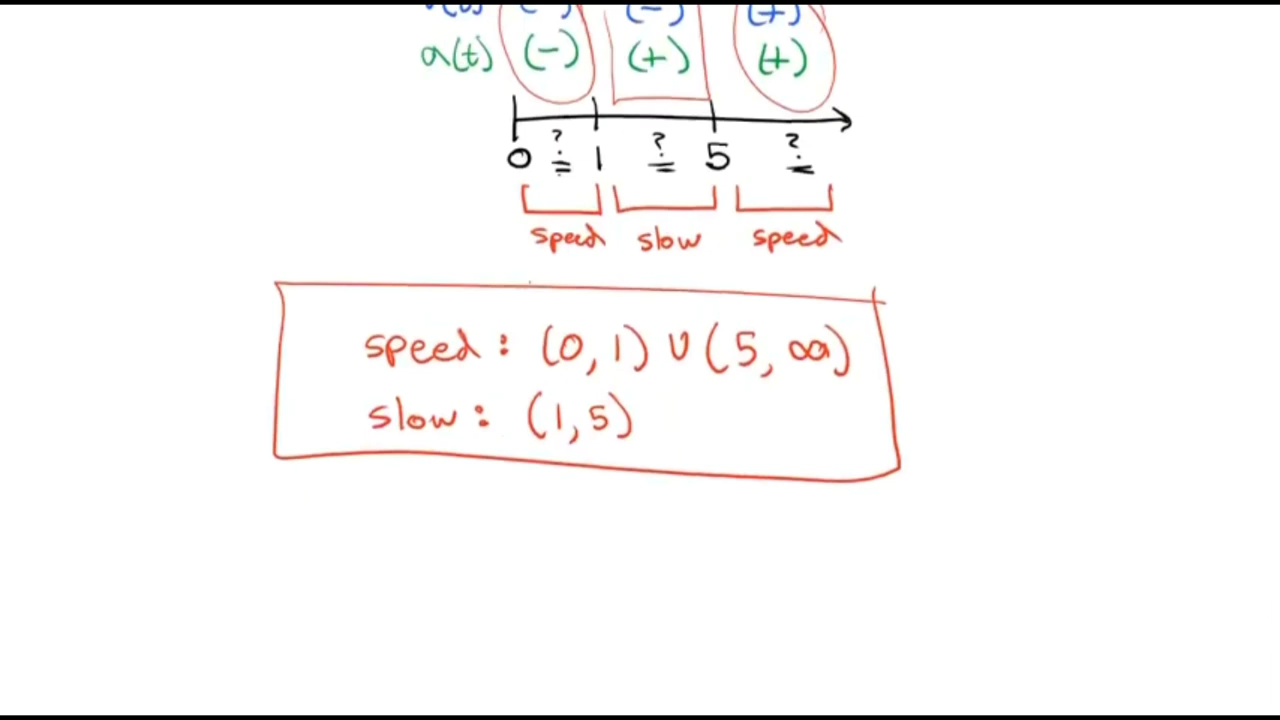 (-) (-) (+)
a(t) (-) (+) (+)
? ? ?
0 = 1 = 5 =
speed slow speed
speed : (0, 1) ∪ (5, ∞)
slow : (1, 5)